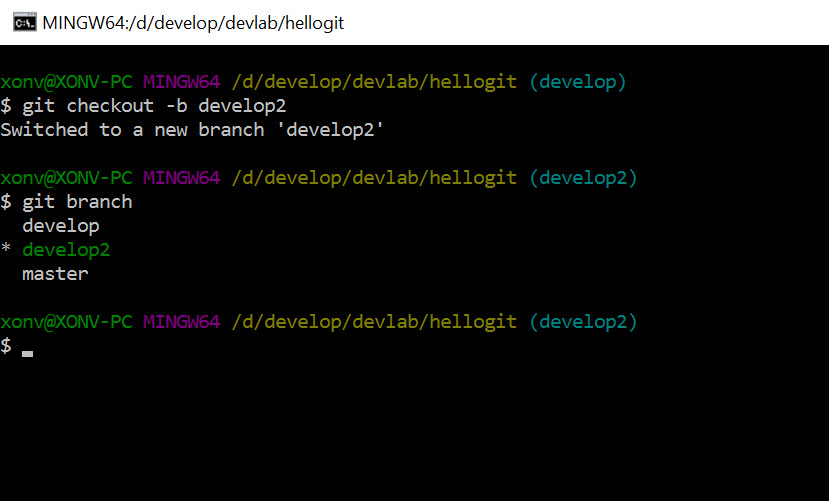 MINGW64:/d/develop/devlab/hellogit
xonv@XONV-PC MINGW64 /d/develop/devlab/hellogit (develop)
$ git checkout -b develop2
Switched to a new branch 'develop2'
xonv@XONV-PC MINGW64 /d/develop/devlab/hellogit (develop2)
$ git branch
  develop
* develop2
  master
xonv@XONV-PC MINGW64 /d/develop/devlab/hellogit (develop2)
$